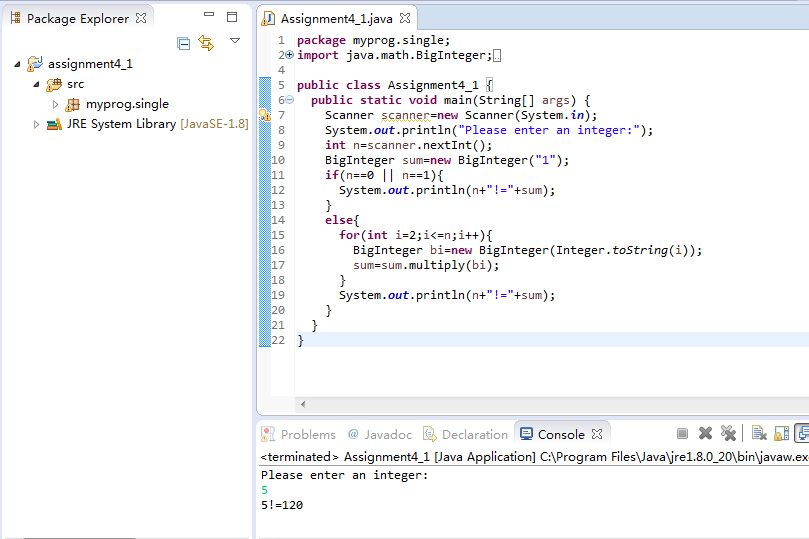 Package Explorer
assignment4_1
src
myprog.single
JRE System Library [JavaSE-1.8]
Assignment4_1.java
1 package myprog.single;
2 import java.math.BigInteger;
4
5 public class Assignment4_1 {
6 public static void main(String[] args) {
7 Scanner scanner=new Scanner(System.in);
8 System.out.println("Please enter an integer:");
9 int n=scanner.nextInt();
10 BigInteger sum=new BigInteger("1");
11 if(n==0 || n==1){
12 System.out.println(n+"!="+sum);
13 }
14 else{
15 for(int i=2;i<=n;i++){
16 BigInteger bi=new BigInteger(Integer.toString(i));
17 sum=sum.multiply(bi);
18 }
19 System.out.println(n+"!="+sum);
20 }
21 }
22 }
Problems @ Javadoc Declaration Console
<terminated> Assignment4_1 [Java Application] C:\Program Files\Java\jre1.8.0_20\bin\javaw.ex
Please enter an integer:
5
5!=120